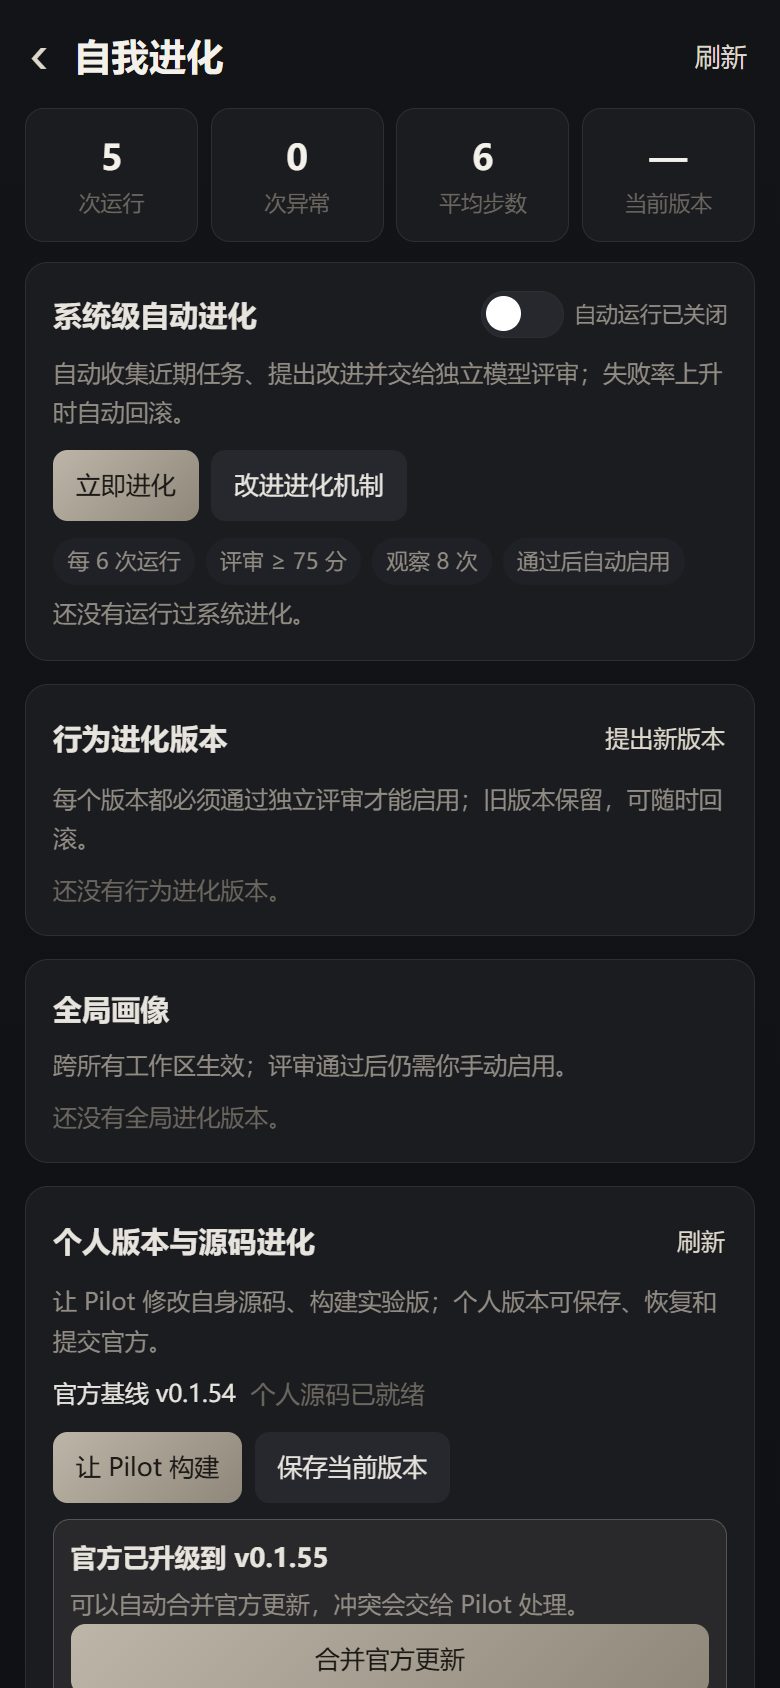 自我进化
刷新
5
次运行
0
次异常
6
平均步数
—
当前版本
系统级自动进化
自动运行已关闭
自动收集近期任务、提出改进并交给独立模型评审；失败率上升
时自动回滚。
立即进化
改进进化机制
每 6 次运行
评审 ≥ 75 分
观察 8 次
通过后自动启用
还没有运行过系统进化。
行为进化版本
提出新版本
每个版本都必须通过独立评审才能启用；旧版本保留，可随时回
滚。
还没有行为进化版本。
全局画像
跨所有工作区生效；评审通过后仍需你手动启用。
还没有全局进化版本。
个人版本与源码进化
刷新
让 Pilot 修改自身源码、构建实验版；个人版本可保存、恢复和
提交官方。
官方基线 v0.1.54
个人源码已就绪
让 Pilot 构建
保存当前版本
官方已升级到 v0.1.55
可以自动合并官方更新，冲突会交给 Pilot 处理。
合并官方更新